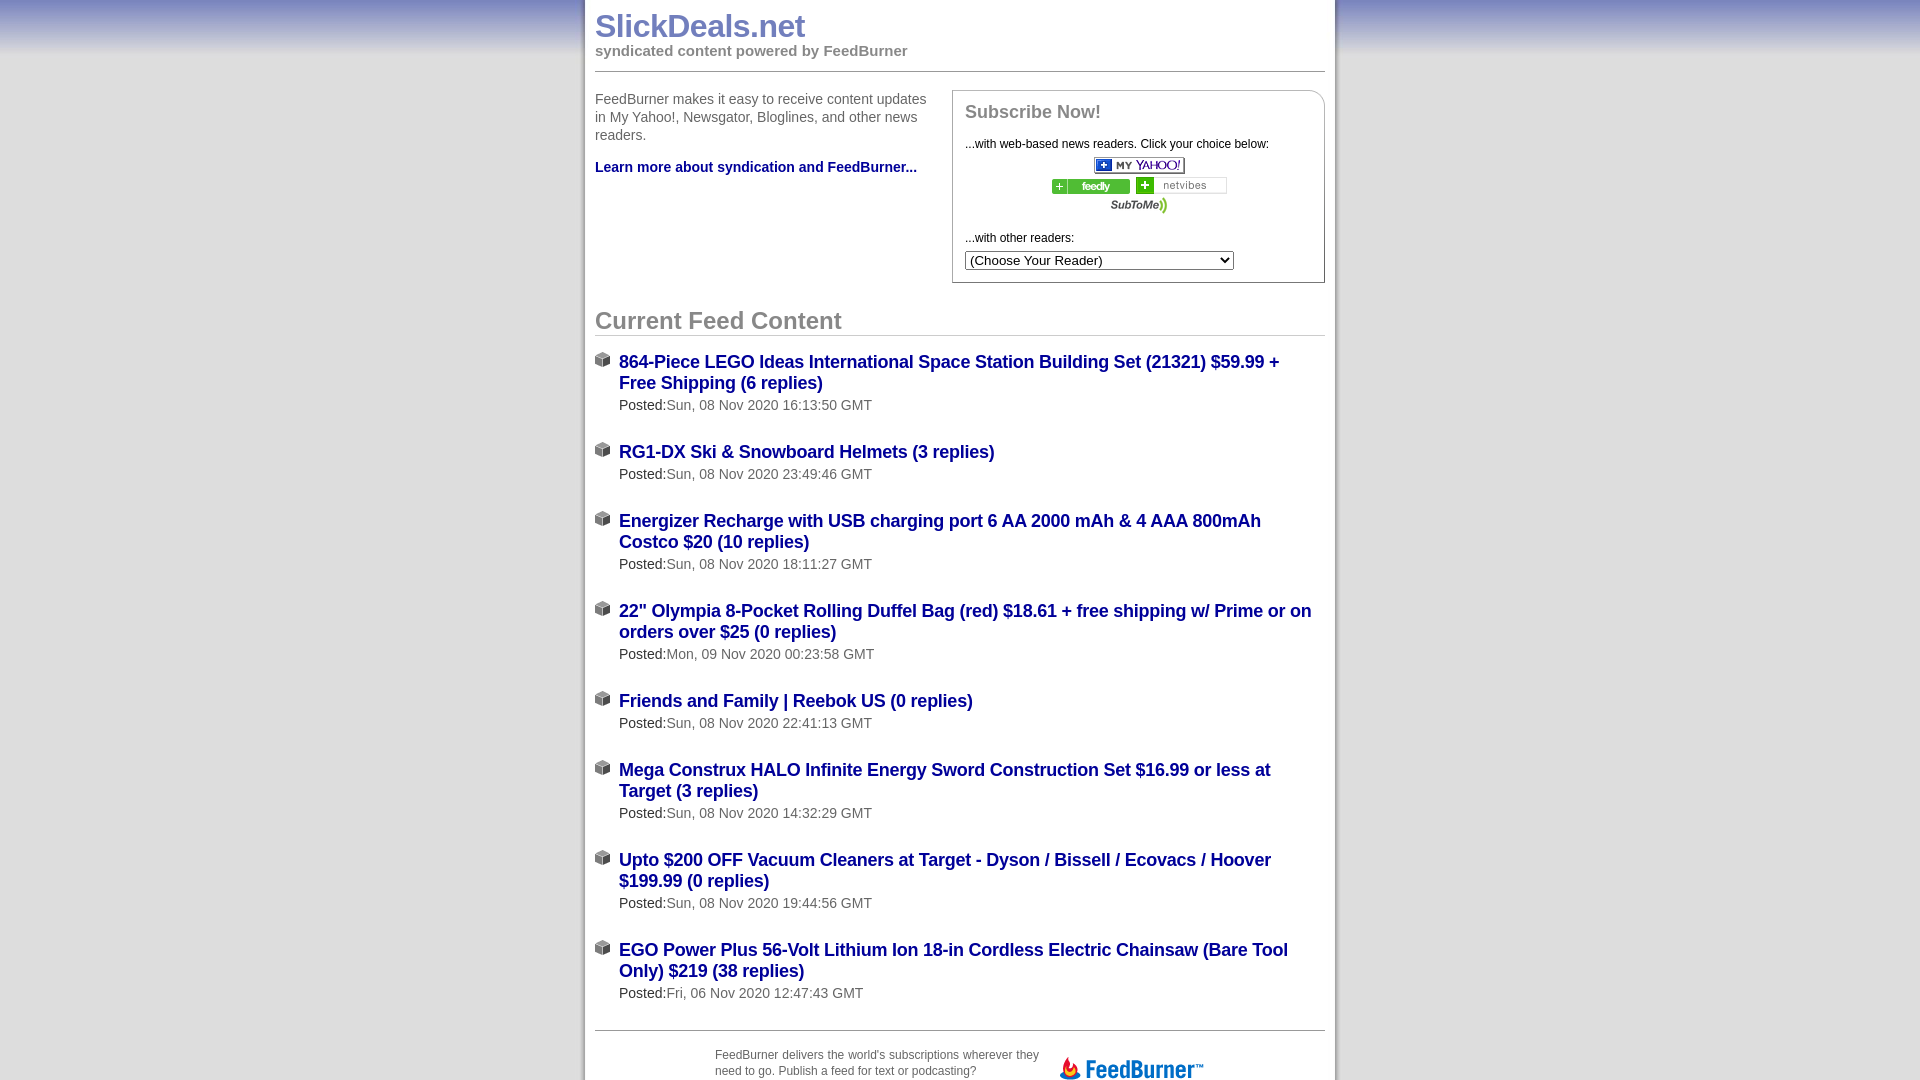 SlickDeals.net
syndicated content powered by FeedBurner
FeedBurner makes it easy to receive content updates
in My Yahoo!, Newsgator, Bloglines, and other news
readers.
Learn more about syndication and FeedBurner...
Subscribe Now!
...with web-based news readers. Click your choice below:
MY YAHOO!
feedly
netvibes
SubToMe
...with other readers:
(Choose Your Reader)
Current Feed Content
864-Piece LEGO Ideas International Space Station Building Set (21321) $59.99 +
Free Shipping (6 replies)
Posted:Sun, 08 Nov 2020 16:13:50 GMT
RG1-DX Ski & Snowboard Helmets (3 replies)
Posted:Sun, 08 Nov 2020 23:49:46 GMT
Energizer Recharge with USB charging port 6 AA 2000 mAh & 4 AAA 800mAh
Costco $20 (10 replies)
Posted:Sun, 08 Nov 2020 18:11:27 GMT
22" Olympia 8-Pocket Rolling Duffel Bag (red) $18.61 + free shipping w/ Prime or on
orders over $25 (0 replies)
Posted:Mon, 09 Nov 2020 00:23:58 GMT
Friends and Family | Reebok US (0 replies)
Posted:Sun, 08 Nov 2020 22:41:13 GMT
Mega Construx HALO Infinite Energy Sword Construction Set $16.99 or less at
Target (3 replies)
Posted:Sun, 08 Nov 2020 14:32:29 GMT
Upto $200 OFF Vacuum Cleaners at Target - Dyson / Bissell / Ecovacs / Hoover
$199.99 (0 replies)
Posted:Sun, 08 Nov 2020 19:44:56 GMT
EGO Power Plus 56-Volt Lithium Ion 18-in Cordless Electric Chainsaw (Bare Tool
Only) $219 (38 replies)
Posted:Fri, 06 Nov 2020 12:47:43 GMT
FeedBurner delivers the world's subscriptions wherever they
need to go. Publish a feed for text or podcasting?
FeedBurner™